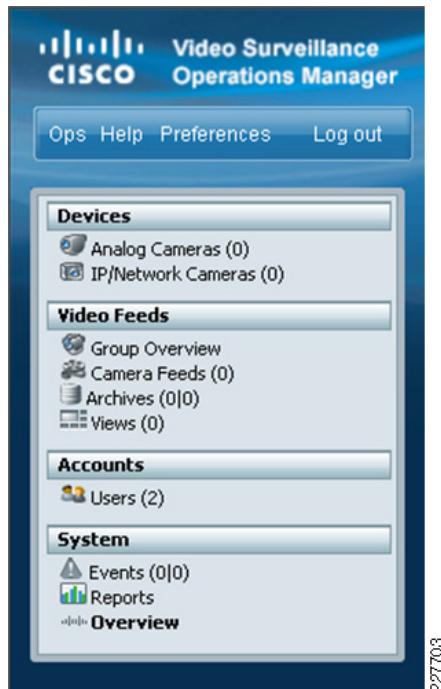 CISCO
Video Surveillance
Operations Manager
Ops Help Preferences Log out
Devices
Analog Cameras (0)
IP/Network Cameras (0)
Video Feeds
Group Overview
Camera Feeds (0)
Archives (0|0)
Views (0)
Accounts
Users (2)
System
Events (0|0)
Reports
Overview
227703